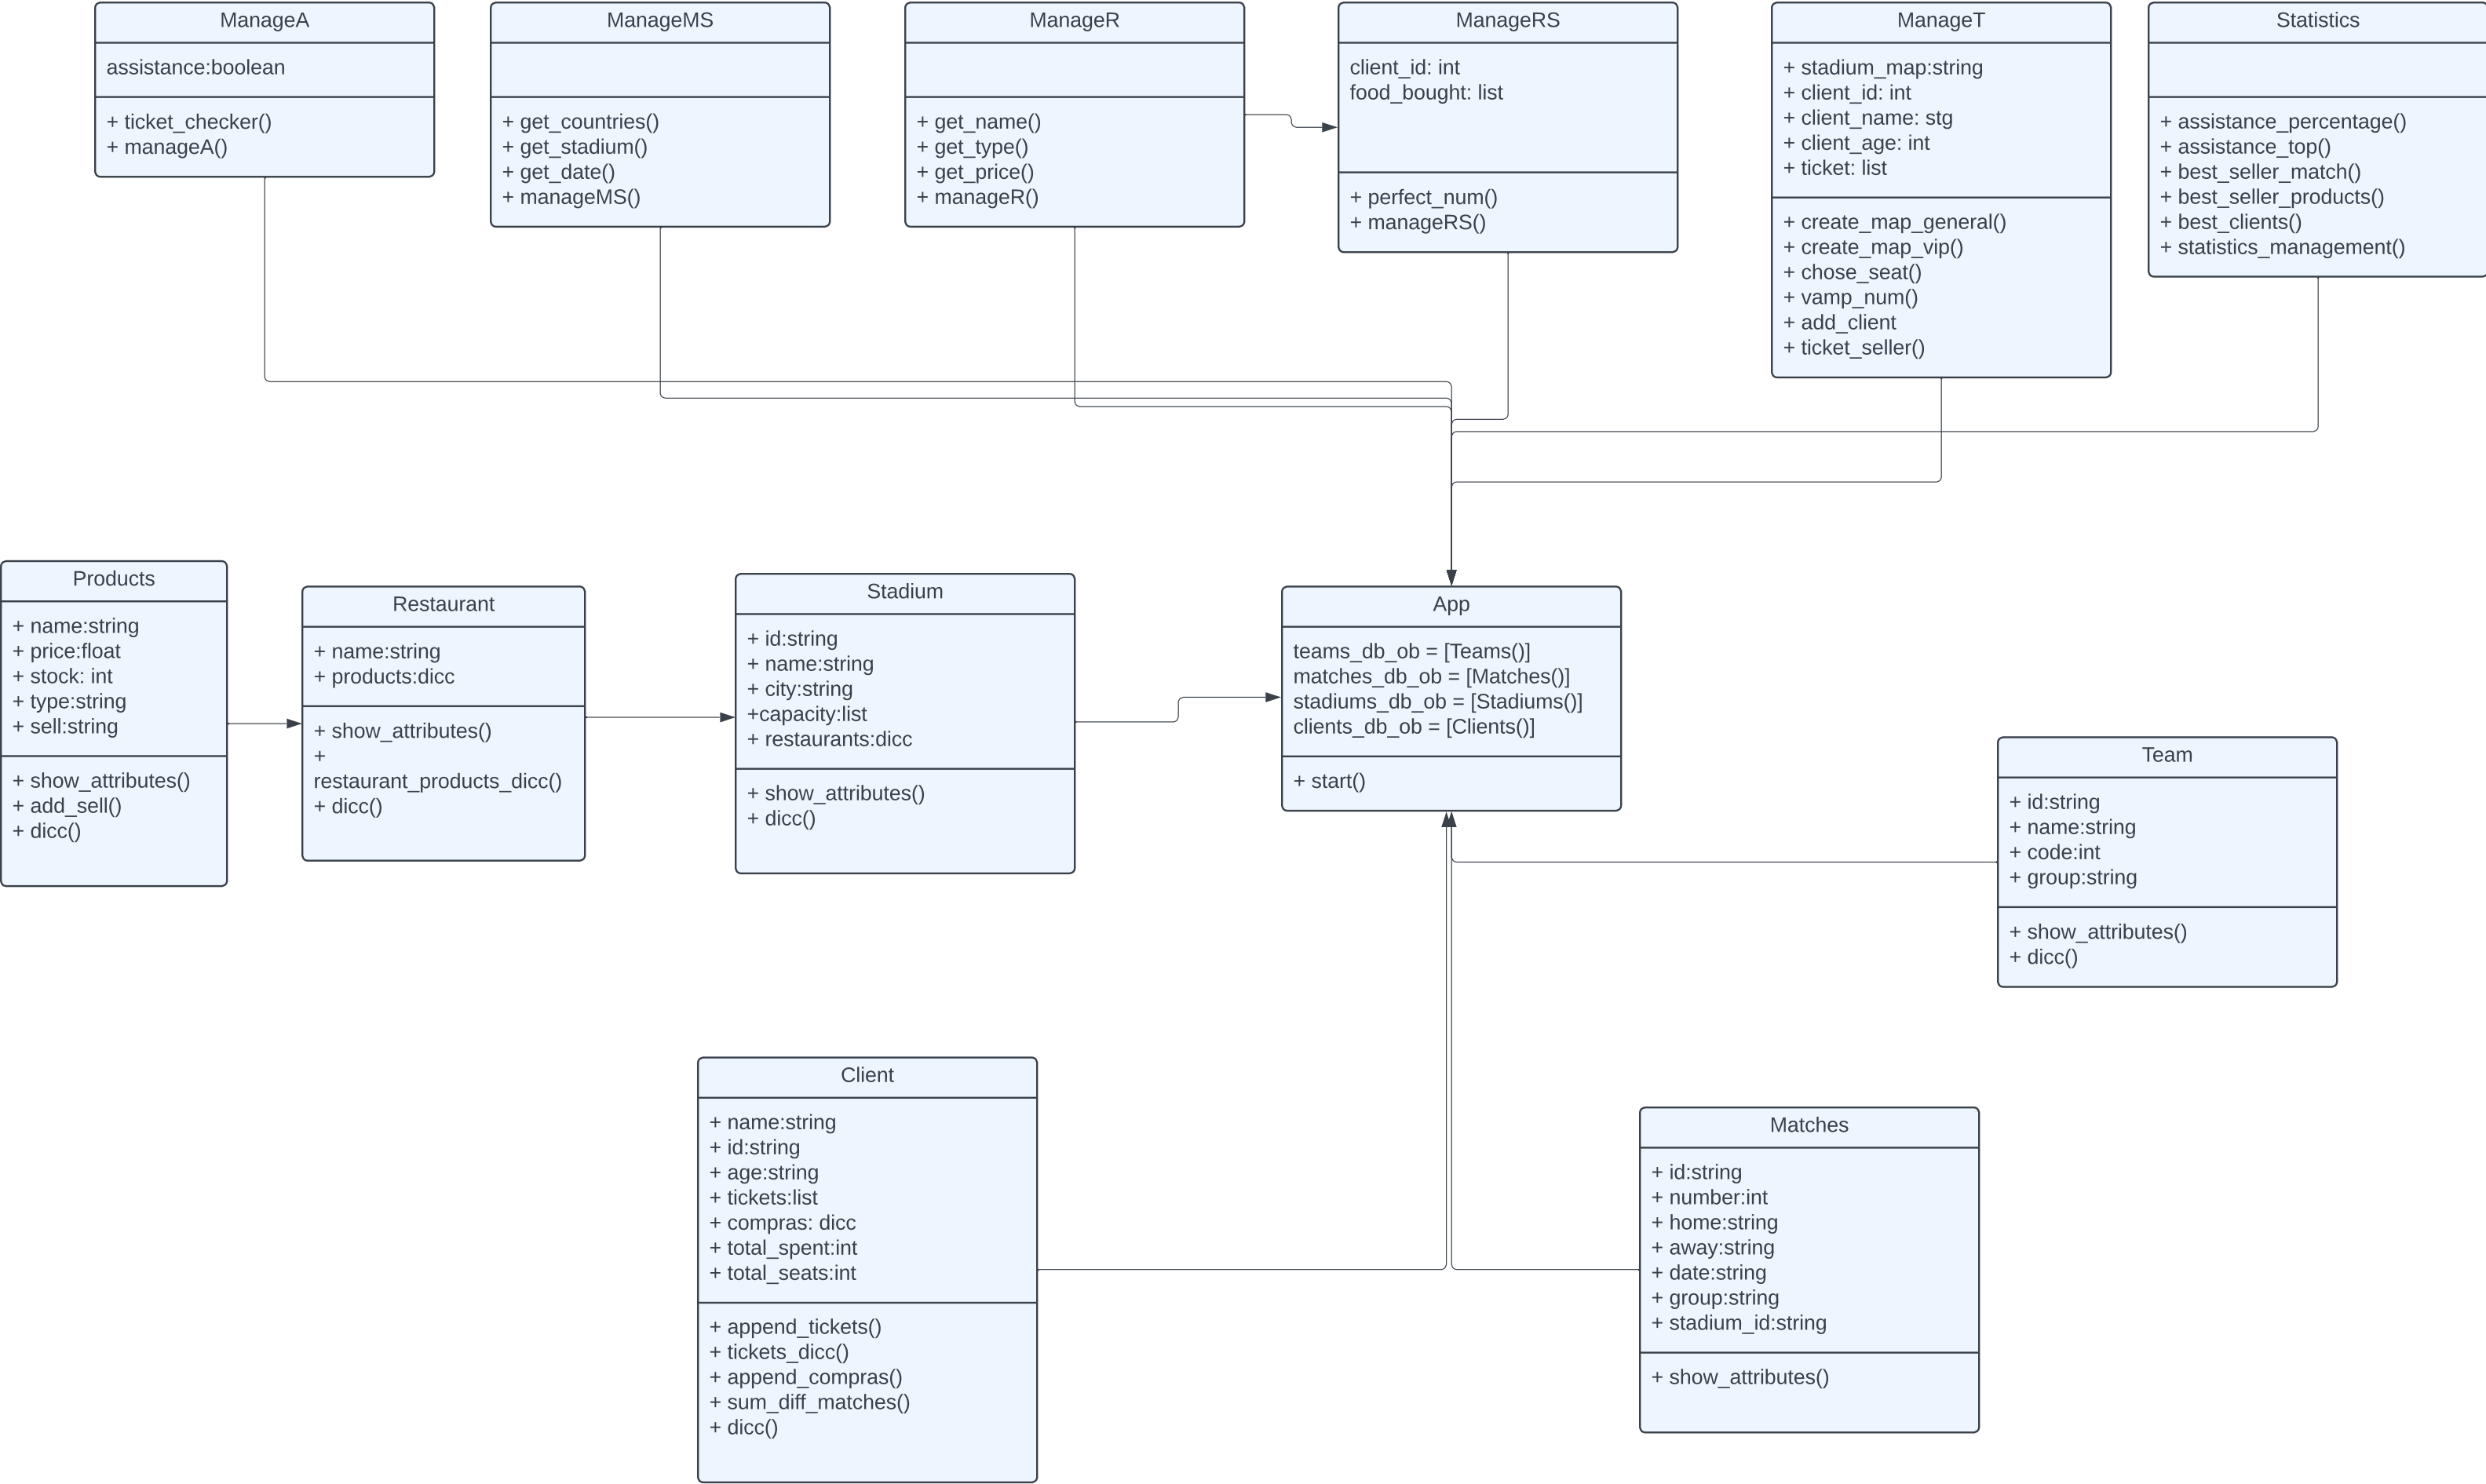 ManageA
assistance:boolean
+ ticket_checker()
+ manageA()
ManageMS
+ get_countries()
+ get_stadium()
+ get_date()
+ manageMS()
ManageR
+ get_name()
+ get_type()
+ get_price()
+ manageR()
ManageRS
client_id: int
food_bought: list
+ perfect_num()
+ manageRS()
ManageT
+ stadium_map:string
+ client_id: int
+ client_name: stg
+ client_age: int
+ ticket: list
+ create_map_general()
+ create_map_vip()
+ chose_seat()
+ vamp_num()
+ add_client
+ ticket_seller()
Statistics
+ assistance_percentage()
+ assistance_top()
+ best_seller_match()
+ best_seller_products()
+ best_clients()
+ statistics_management()
Products
+ name:string
+ price:float
+ stock: int
+ type:string
+ sell:string
+ show_attributes()
+ add_sell()
+ dicc()
Restaurant
+ name:string
+ products:dicc
+ show_attributes()
+
restaurant_products_dicc()
+ dicc()
Stadium
+ id:string
+ name:string
+ city:string
+capacity:list
+ restaurants:dicc
+ show_attributes()
+ dicc()
App
teams_db_ob = [Teams()]
matches_db_ob = [Matches()]
stadiums_db_ob = [Stadiums()]
clients_db_ob = [Clients()]
+ start()
Team
+ id:string
+ name:string
+ code:int
+ group:string
+ show_attributes()
+ dicc()
Client
+ name:string
+ id:string
+ age:string
+ tickets:list
+ compras: dicc
+ total_spent:int
+ total_seats:int
+ append_tickets()
+ tickets_dicc()
+ append_compras()
+ sum_diff_matches()
+ dicc()
Matches
+ id:string
+ number:int
+ home:string
+ away:string
+ date:string
+ group:string
+ stadium_id:string
+ show_attributes()